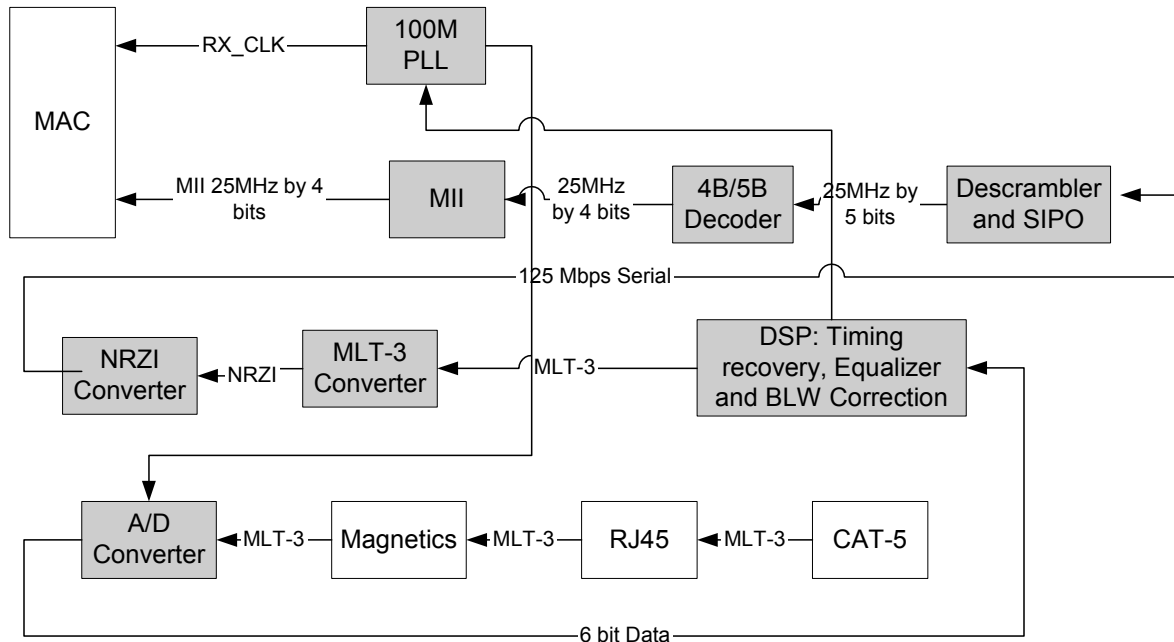 MAC
RX_CLK
100M
PLL
MII 25MHz by 4
bits
MII
25MHz
by 4 bits
4B/5B
Decoder
25MHz by
5 bits
Descrambler
and SIPO
125 Mbps Serial
NRZI
Converter
NRZI
MLT-3
Converter
MLT-3
DSP: Timing
recovery, Equalizer
and BLW Correction
A/D
Converter
MLT-3
Magnetics
MLT-3
RJ45
MLT-3
CAT-5
6 bit Data